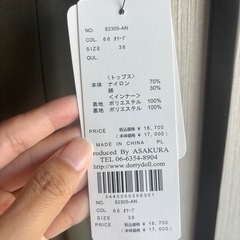 NO. 82305-AN
COL. 66 オリーブ
SIZE 38
QUL.
〈トップス〉
本体 ナイロン 70%
綿 30%
〈インナー〉
表地 ポリエステル 100%
裏地 ポリエステル 100%
PRICE 税込価格 ¥ 18,700
本体価格 (¥ 17,000)
MADE IN CHINA PL
Produced By ASAKURA
TEL 06-6354-8904
http://www.dorrydoll.com
0440000306301
82305-AN
COL. 66 オリーブ
SIZE 38
PRICE 税込価格 ¥ 18,700
本体価格 (¥ 17,000)